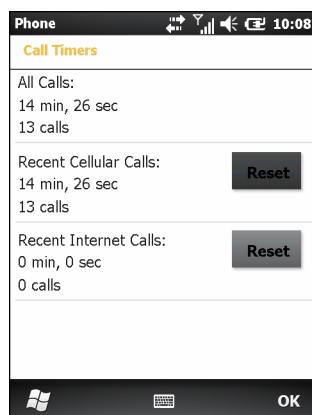 Phone 10:08
Call Timers
All Calls:
14 min, 26 sec
13 calls
Recent Cellular Calls:
14 min, 26 sec
Reset
13 calls
Recent Internet Calls:
0 min, 0 sec
Reset
0 calls
OK